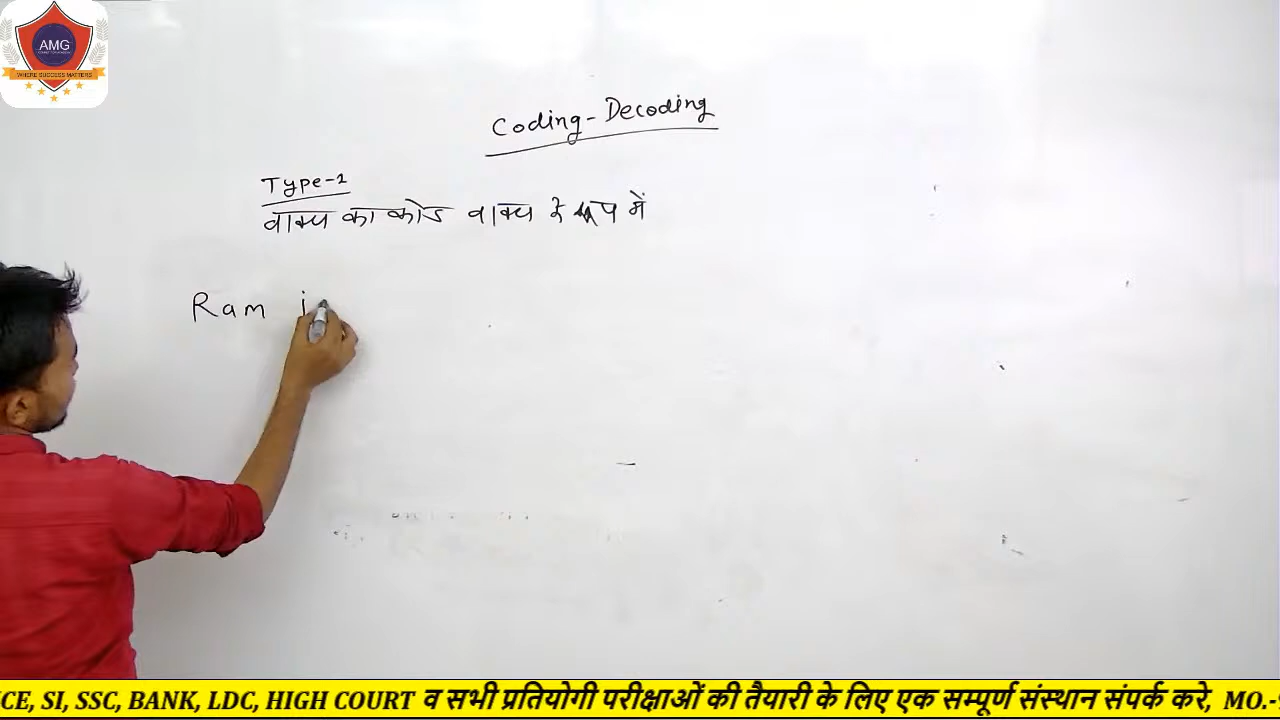 AMG
WHERE SUCCESS MATTERS
Coding-Decoding
Type-1
वाक्य का कोड वाक्य के रूप में
Ram i
CE, SI, SSC, BANK, LDC, HIGH COURT व सभी प्रतियोगी परीक्षाओं की तैयारी के लिए एक सम्पूर्ण संस्थान संपर्क करे, MO.-